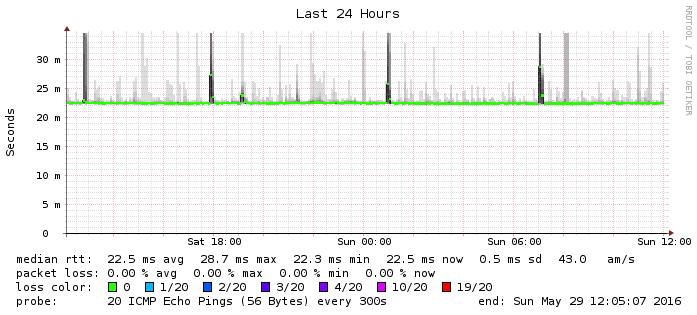 Last 24 Hours
RRDTOOL / TOBI OETIKER
Seconds
30 m
25 m
20 m
15 m
10 m
5 m
0
Sat 18:00 Sun 00:00 Sun 06:00 Sun 12:00
median rtt: 22.5 ms avg 28.7 ms max 22.3 ms min 22.5 ms now 0.5 ms sd 43.0 am/s
packet loss: 0.00 % avg 0.00 % max 0.00 % min 0.00 % now
loss color: 0 1/20 2/20 3/20 4/20 10/20 19/20
probe: 20 ICMP Echo Pings (56 Bytes) every 300s end: Sun May 29 12:05:07 2016